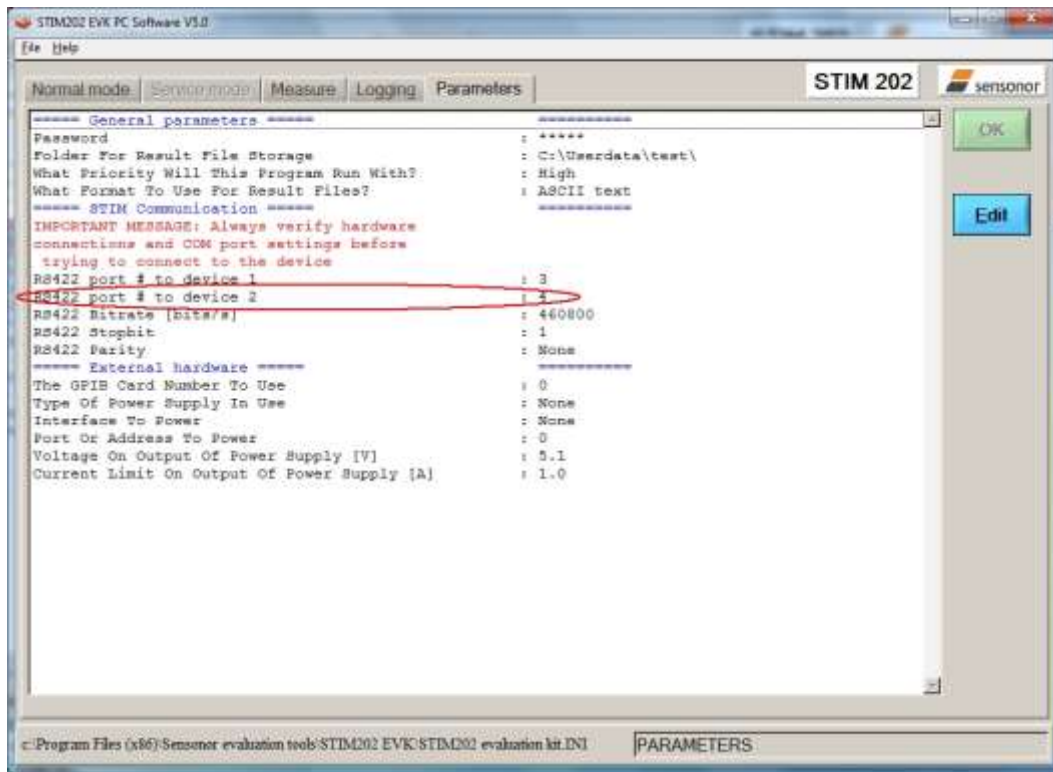 STIM202 EVK PC Software V5.0
File Help
Normal mode Service mode Measure Logging Parameters STIM 202 sensonor
===== General parameters ===== ==========
Password : *****
Folder For Result File Storage : C:\Userdata\test\
What Priority Will This Program Run With? : High
What Format To Use For Result Files? : ASCII text
===== STIM Communication ===== ==========
IMPORTANT MESSAGE: Always verify hardware
connections and COM port settings before
trying to connect to the device
RS422 port # to device 1 : 3
RS422 port # to device 2 : 4
RS422 Bitrate [bits/s] : 460800
RS422 Stopbit : 1
RS422 Parity : None
===== External hardware ===== ==========
The GPIB Card Number To Use : 0
Type Of Power Supply In Use : None
Interface To Power : None
Port Or Address To Power : 0
Voltage On Output Of Power Supply [V] : 5.1
Current Limit On Output Of Power Supply [A] : 1.0
OK
Edit
c:\Program Files (x86)\Sensonor evaluation tools\STIM202 EVK\STIM202 evaluation kit.INI PARAMETERS